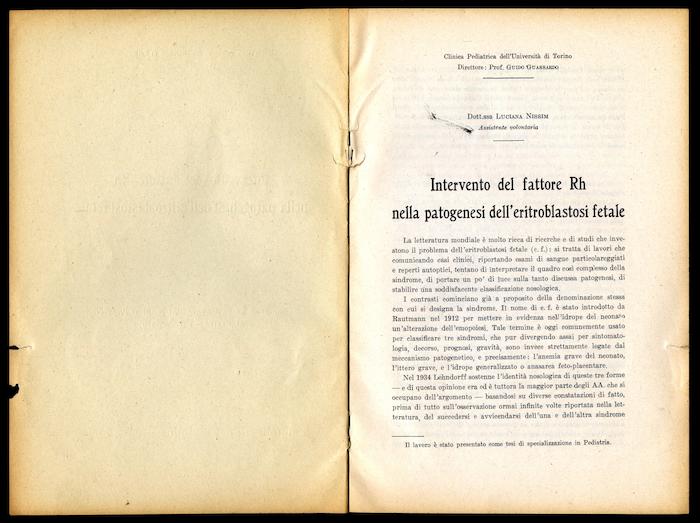 Clinica Pediatrica dell'Università di Torino
Direttore: Prof. GUIDO GUASSARDO
Dott.ssa LUCIANA NISSIM
Assistente volontaria
Intervento del fattore Rh
nella patogenesi dell'eritroblastosi fetale
La letteratura mondiale è molto ricca di ricerche e di studi che inve-
stono il problema dell'eritroblastosi fetale (e. f.): si tratta di lavori che
comunicando casi clinici, riportando esami di sangue particolareggiati
e reperti autoptici, tentano di interpretare il quadro così complesso della
sindrome, di portare un po' di luce sulla tanto discussa patogenesi, di
stabilire una soddisfacente classificazione nosologica.
I contrasti cominciano già a proposito della denominazione stessa
con cui si designa la sindrome. Il nome di e. f. è stato introdotto da
Rautmann nel 1912 per mettere in evidenza nell'idrope del neonato
un'alterazione dell'emopoiesi. Tale termine è oggi comunemente usato
per classificare tre sindromi, che pur divergendo assai per sintomato-
logia, decorso, prognosi, gravità, sono invece strettamente legate dal
meccanismo patogenetico, e precisamente: l'anemia grave del neonato,
l'ittero grave, e l'idrope generalizzato o anasarca feto-placentare.
Nel 1934 Lehndorff sostenne l'identità nosologica di queste tre forme
— e di questa opinione era ed è tuttora la maggior parte degli AA. che si
occupano dell'argomento — basandosi su diverse constatazioni di fatto,
prima di tutto sull'osservazione ormai infinite volte riportata nella let-
teratura, del succedersi e avvicendarsi dell'una e dell'altra sindrome
Il lavoro è stato presentato come tesi di specializzazione in Pediatria.